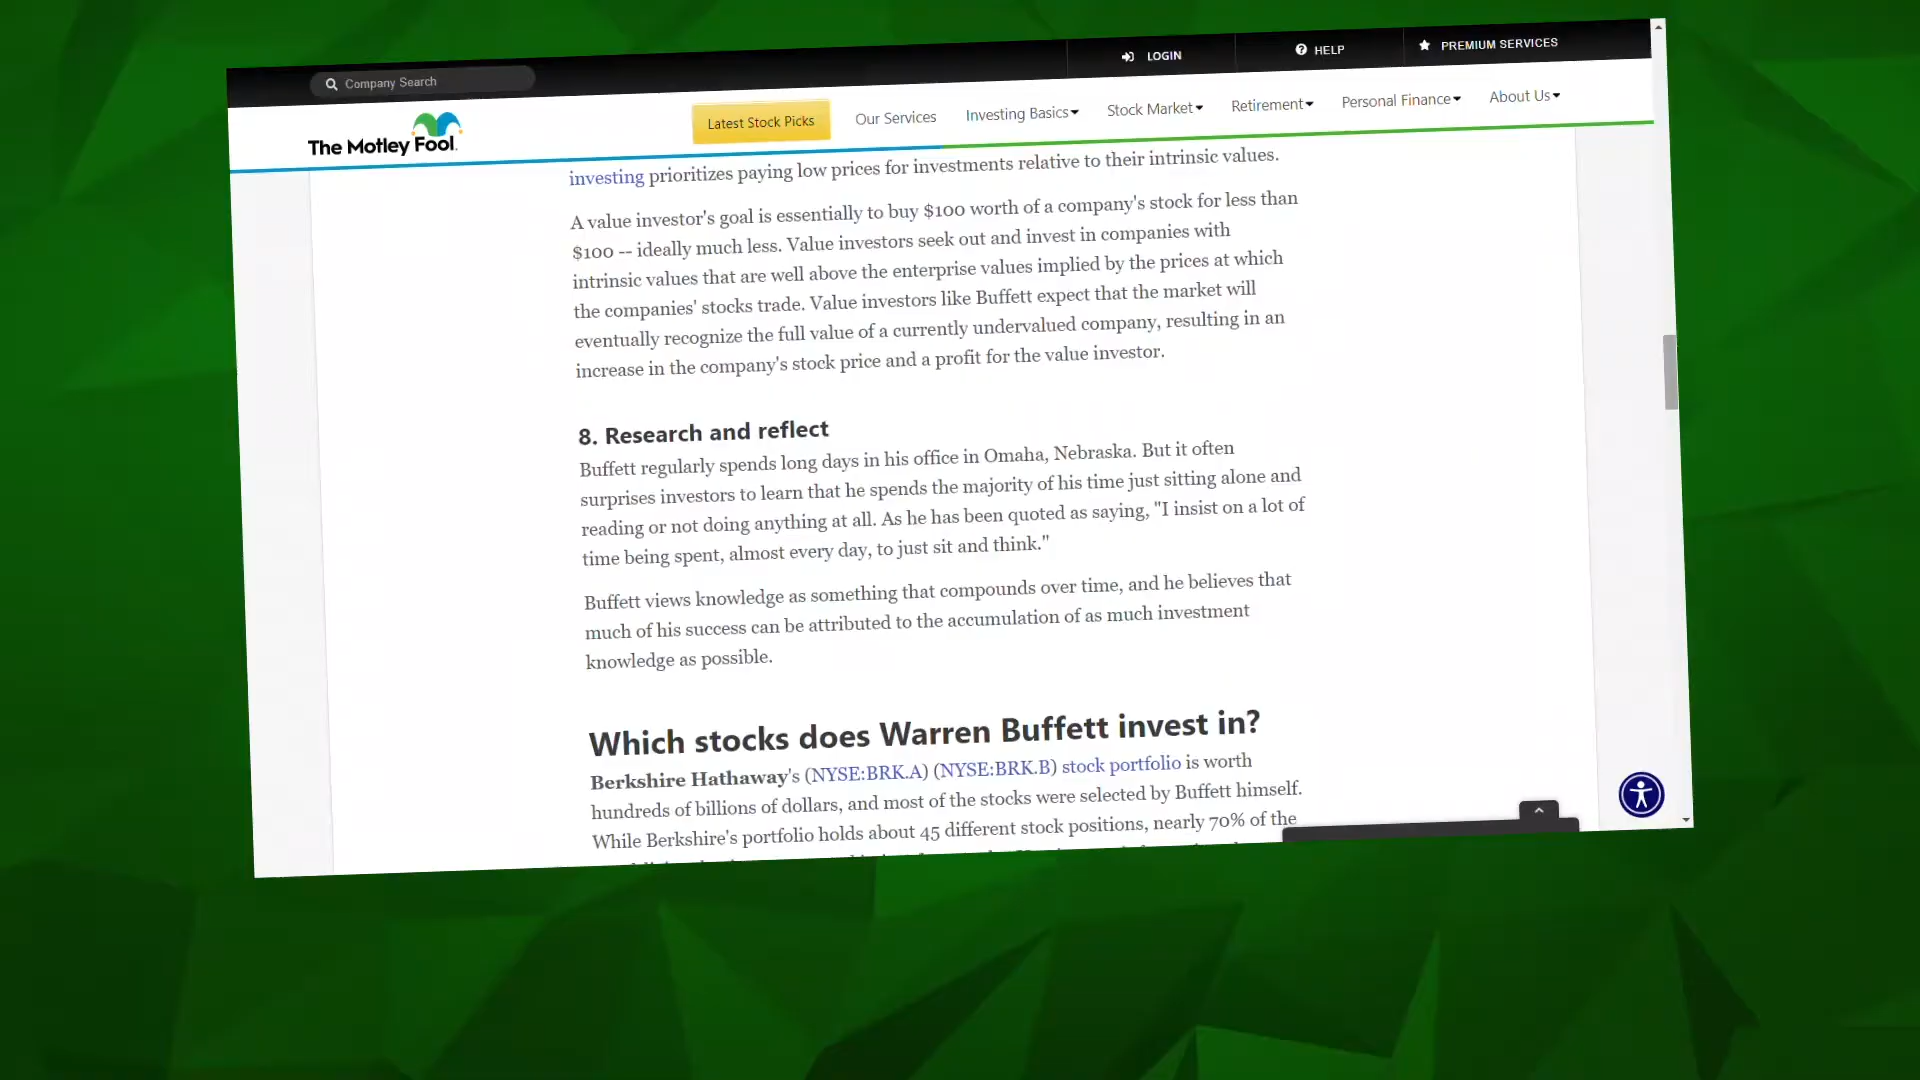 Company Search
LOGIN
HELP
PREMIUM SERVICES
The Motley Fool.
Latest Stock Picks
Our Services
Investing Basics
Stock Market
Retirement
Personal Finance
About Us
investing prioritizes paying low prices for investments relative to their intrinsic values.
A value investor's goal is essentially to buy $100 worth of a company's stock for less than
$100 -- ideally much less. Value investors seek out and invest in companies with
intrinsic values that are well above the enterprise values implied by the prices at which
the companies' stocks trade. Value investors like Buffett expect that the market will
eventually recognize the full value of a currently undervalued company, resulting in an
increase in the company's stock price and a profit for the value investor.
8. Research and reflect
Buffett regularly spends long days in his office in Omaha, Nebraska. But it often
surprises investors to learn that he spends the majority of his time just sitting alone and
reading or not doing anything at all. As he has been quoted as saying, "I insist on a lot of
time being spent, almost every day, to just sit and think."
Buffett views knowledge as something that compounds over time, and he believes that
much of his success can be attributed to the accumulation of as much investment
knowledge as possible.
Which stocks does Warren Buffett invest in?
Berkshire Hathaway's (NYSE:BRK.A) (NYSE:BRK.B) stock portfolio is worth
hundreds of billions of dollars, and most of the stocks were selected by Buffett himself.
While Berkshire's portfolio holds about 45 different stock positions, nearly 70% of the